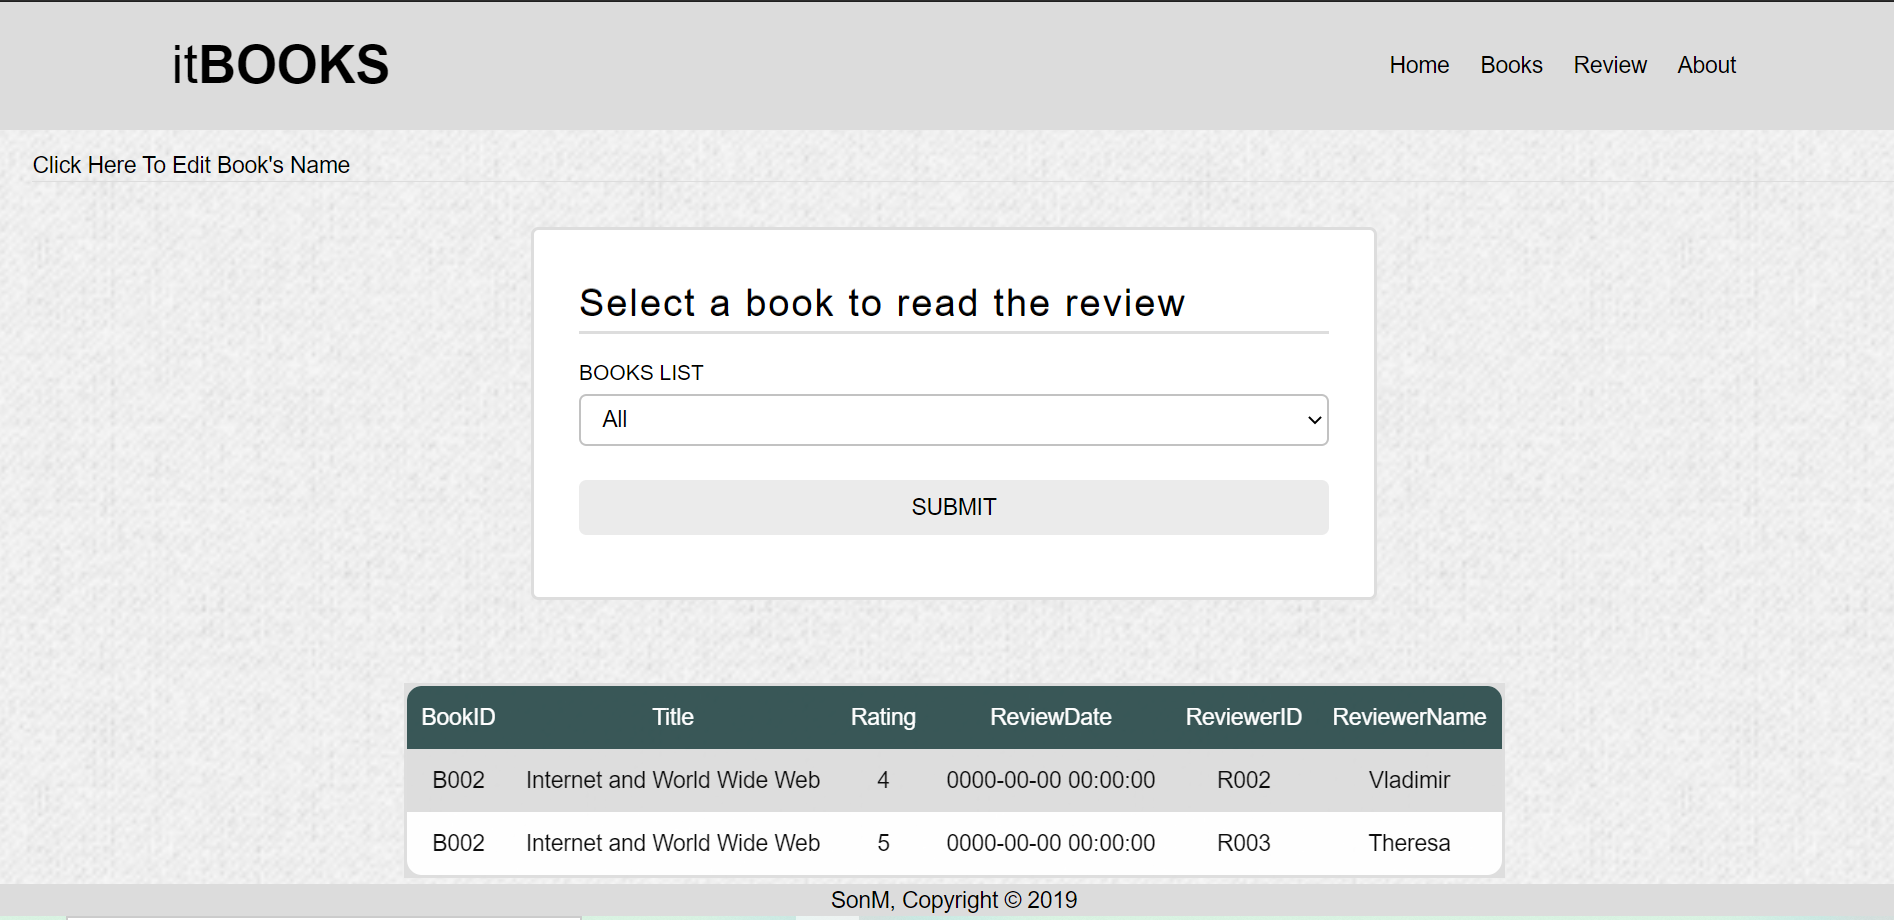 itBOOKS
Home Books Review About
Click Here To Edit Book's Name
Select a book to read the review
BOOKS LIST
All
SUBMIT
BookID Title Rating ReviewDate ReviewerID ReviewerName
B002 Internet and World Wide Web 4 0000-00-00 00:00:00 R002 Vladimir
B002 Internet and World Wide Web 5 0000-00-00 00:00:00 R003 Theresa
SonM, Copyright © 2019